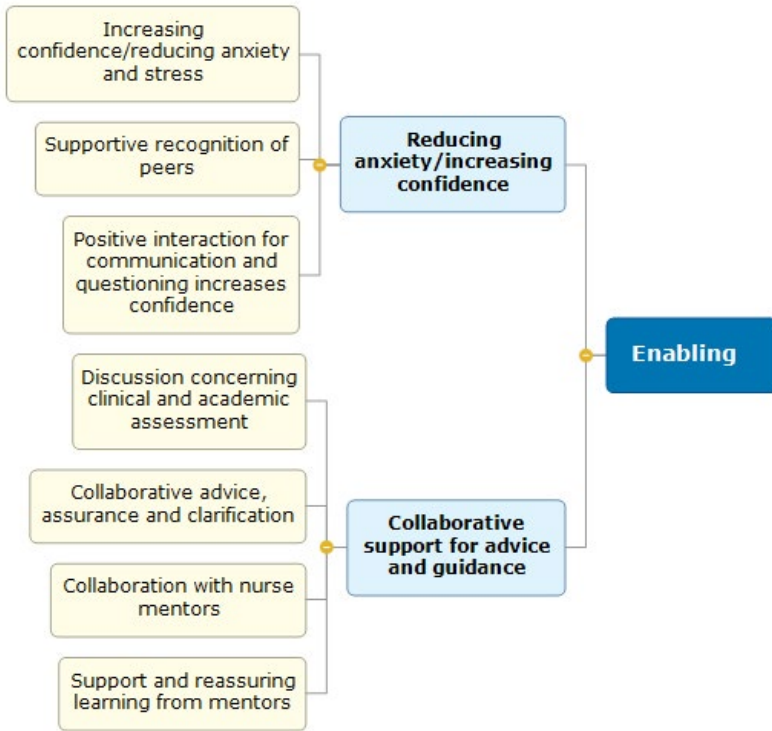 Increasing
confidence/reducing anxiety
and stress
Supportive recognition of
peers
Positive interaction for
communication and
questioning increases
confidence
Reducing
anxiety/increasing
confidence
Enabling
Discussion concerning
clinical and academic
assessment
Collaborative advice,
assurance and clarification
Collaboration with nurse
mentors
Support and reassuring
learning from mentors
Collaborative
support for advice
and guidance